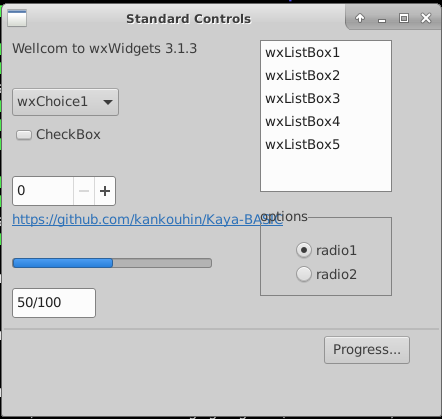 Standard Controls
Wellcom to wxWidgets 3.1.3
wxChoice1
CheckBox
0
https://github.com/kankouhin/Kaya-BASIC
50/100
wxListBox1
wxListBox2
wxListBox3
wxListBox4
wxListBox5
options
radio1
radio2
Progress...